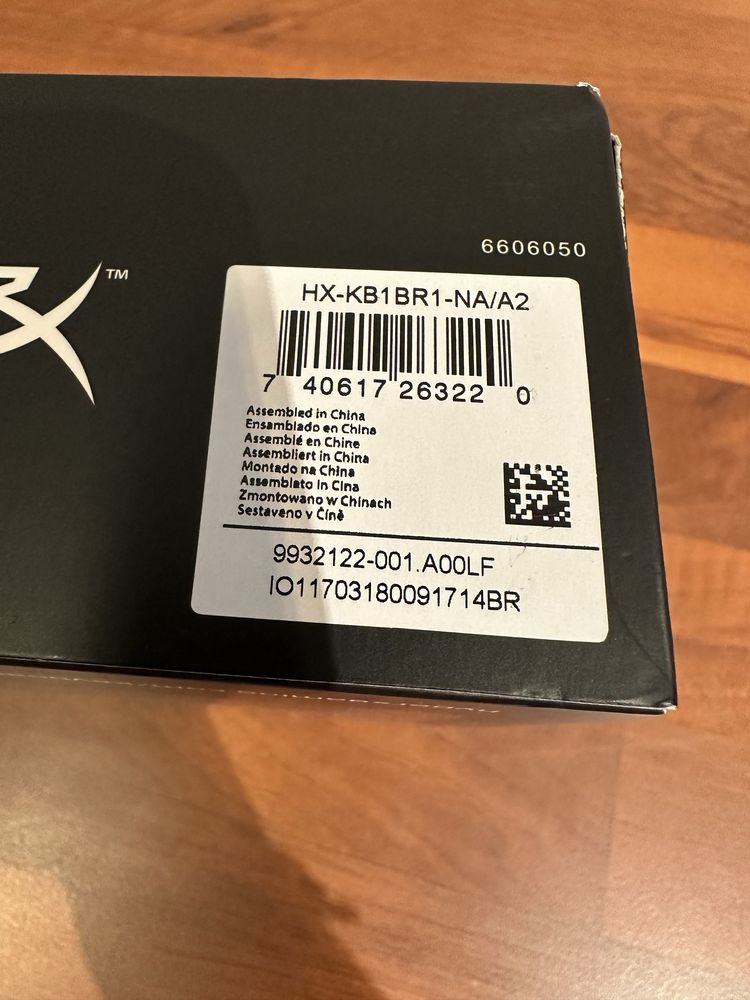 ™
6606050
HX-KB1BR1-NA/A2
7 40617 26322 0
Assembled in China
Ensamblado en China
Assemblé en Chine
Assembliert in China
Montado na China
Assemblato in Cina
Zmontowano w Chinach
Sestaveno v Číně
9932122-001.A00LF
IO11703180091714BR